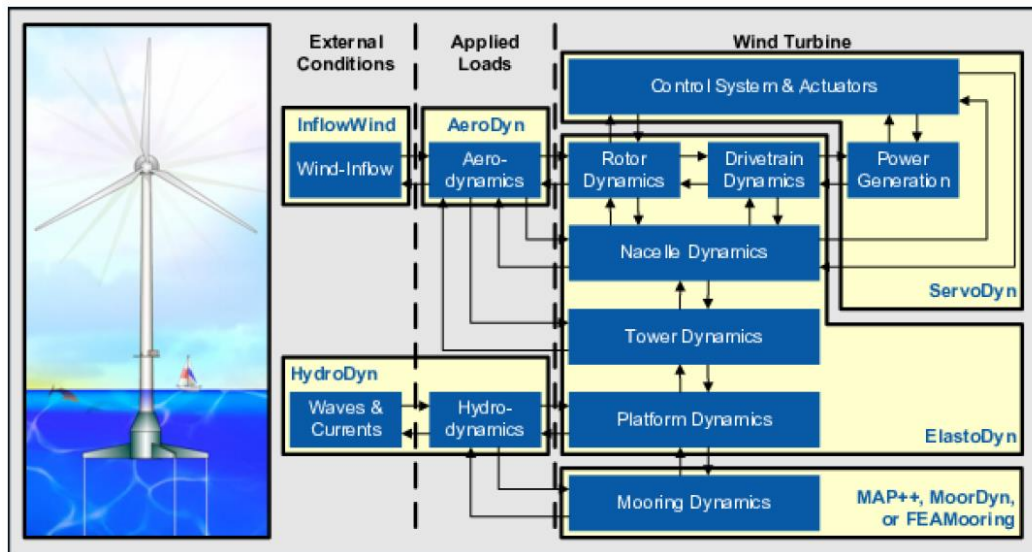 External
Conditions
Applied
Loads
Wind Turbine
Control System & Actuators
InflowWind
AeroDyn
Wind-Inflow
Aero-
dynamics
Rotor
Dynamics
Drivetrain
Dynamics
Power
Generation
Nacelle Dynamics
ServoDyn
Tower Dynamics
HydroDyn
Waves &
Currents
Hydro-
dynamics
Platform Dynamics
ElastoDyn
Mooring Dynamics
MAP++, MoorDyn,
or FEAMooring